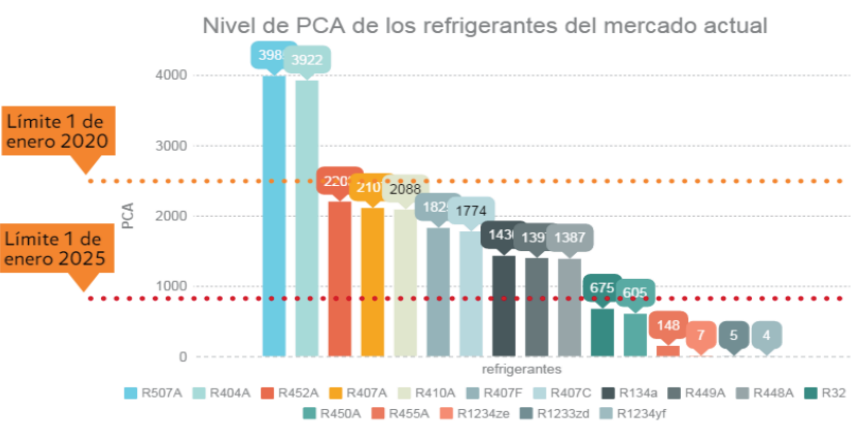 Nivel de PCA de los refrigerantes del mercado actual
3922
4000
Límite 1 de
enero 2020
3000
2088
1774
2000
PCA
Límite 1 de
enero 2025
1387
1000
675
605
148
7
5
4
0
refrigerantes
R507A R404A R452A R407A R410A R407F R407C R134a R449A R448A R32
R450A R455A R1234ze R1233zd R1234yf